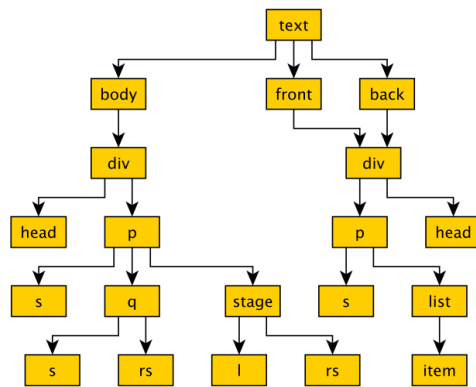 text
body front back
div div
head p p head
s q stage s list
s rs l rs item